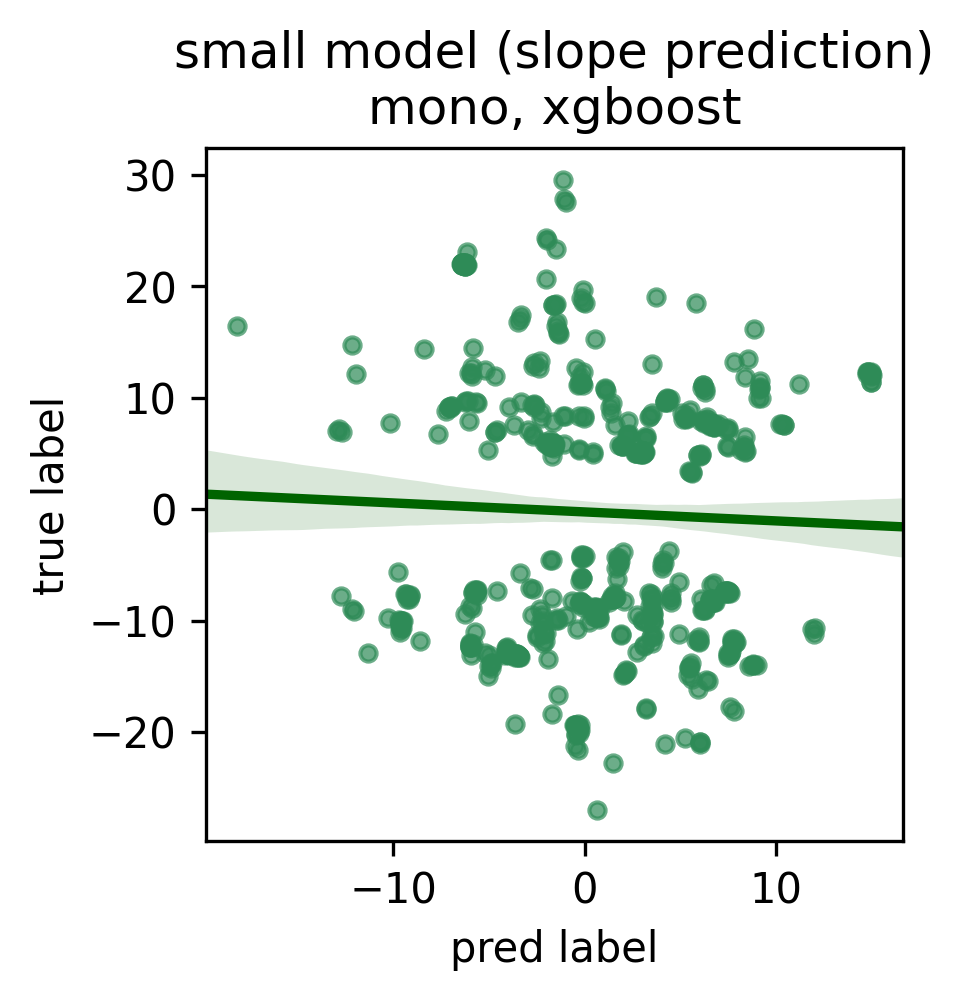 small model (slope prediction)
mono, xgboost
30
20
10
0
−10
−20
true label
−10 0 10
pred label